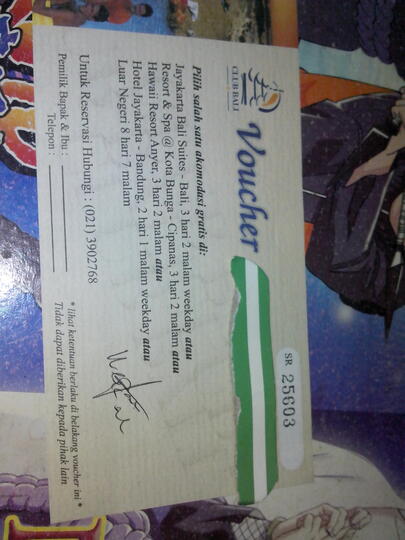 CLUB BALI
Voucher
SR 25603
Pilih salah satu akomodasi gratis di:
Jayakarta Bali Suites - Bali, 3 hari 2 malam weekday atau
Resort & Spa @ Kota Bunga - Cipanas, 3 hari 2 malam atau
Hawaii Resort Anyer, 3 hari 2 malam atau
Hotel Jayakarta - Bandung, 2 hari 1 malam weekday atau
Luar Negeri 8 hari 7 malam
Untuk Reservasi Hubungi : (021) 3902768
Pemilik Bapak & Ibu :
Telepon :
* lihat ketentuan berlaku di belakang voucher ini *
Tidak dapat diberikan kepada pihak lain